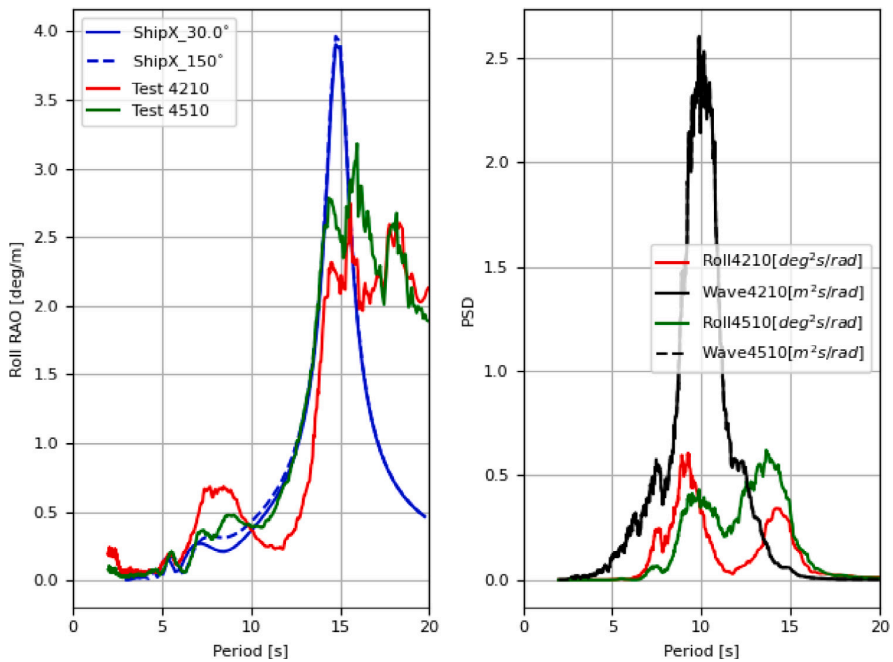 4.0
3.5
3.0
2.5
2.0
1.5
1.0
0.5
0.0
Roll RAO [deg/m]
ShipX_30.0°
ShipX_150°
Test 4210
Test 4510
0 5 10 15 20
Period [s]
2.5
2.0
1.5
1.0
0.5
0.0
PSD
Roll4210[deg²s/rad]
Wave4210[m²s/rad]
Roll4510[deg²s/rad]
Wave4510[m²s/rad]
0 5 10 15 20
Period [s]